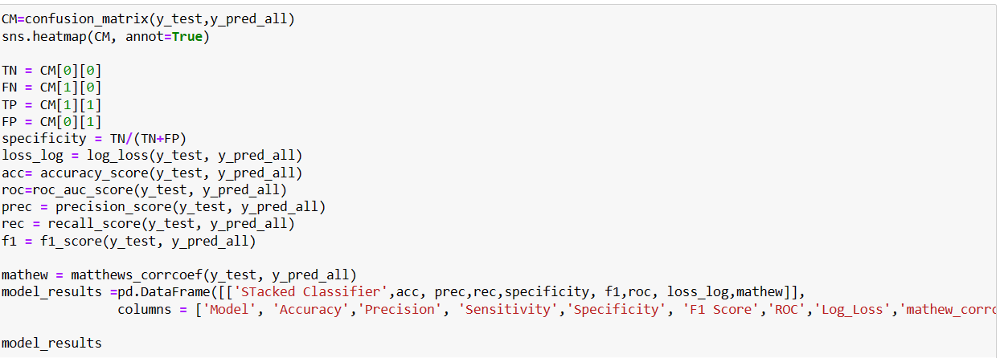 CM=confusion_matrix(y_test,y_pred_all)
sns.heatmap(CM, annot=True)
TN = CM[0][0]
FN = CM[1][0]
TP = CM[1][1]
FP = CM[0][1]
specificity = TN/(TN+FP)
loss_log = log_loss(y_test, y_pred_all)
acc= accuracy_score(y_test, y_pred_all)
roc=roc_auc_score(y_test, y_pred_all)
prec = precision_score(y_test, y_pred_all)
rec = recall_score(y_test, y_pred_all)
f1 = f1_score(y_test, y_pred_all)
mathew = matthews_corrcoef(y_test, y_pred_all)
model_results =pd.DataFrame([['STacked Classifier',acc, prec,rec,specificity, f1,roc, loss_log,mathew]],
columns = ['Model', 'Accuracy','Precision', 'Sensitivity','Specificity', 'F1 Score','ROC','Log_Loss','mathew_corrc
model_results